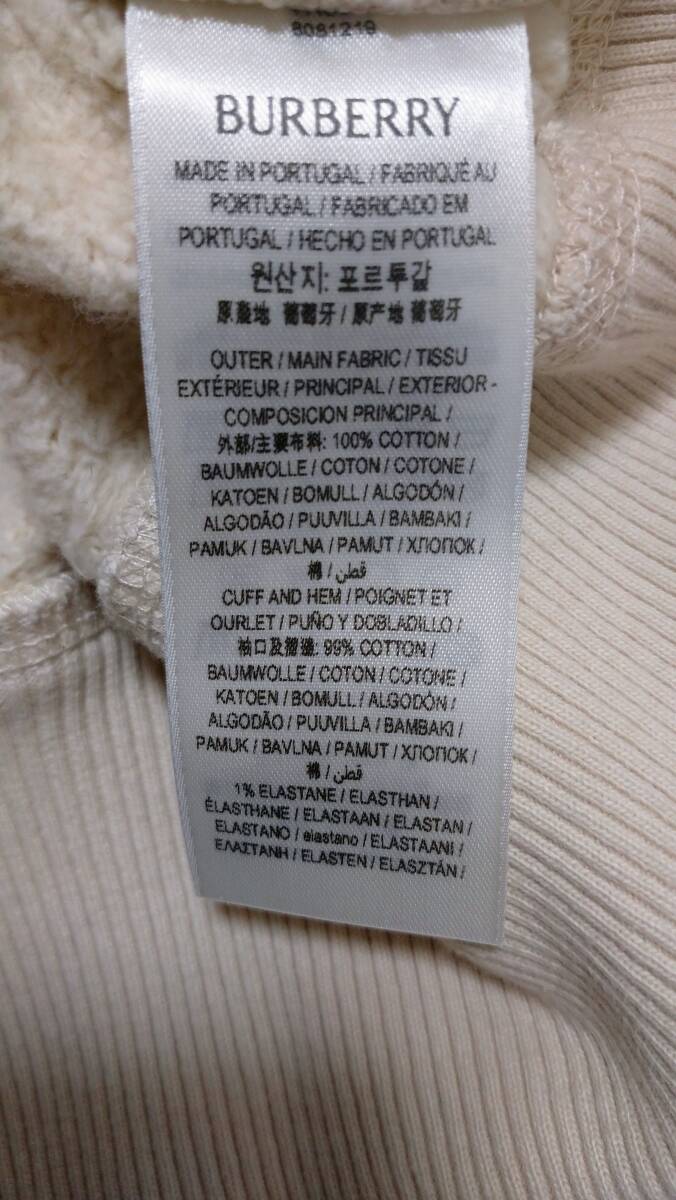 8081219
BURBERRY
MADE IN PORTUGAL / FABRIQUÉ AU
PORTUGAL / FABRICADO EM
PORTUGAL / HECHO EN PORTUGAL
원산지: 포르투갈
原產地 葡萄牙 / 原产地 葡萄牙
OUTER / MAIN FABRIC / TISSU
EXTÉRIEUR / PRINCIPAL / EXTERIOR -
COMPOSICION PRINCIPAL /
外部/主要布料: 100% COTTON /
BAUMWOLLE / COTON / COTONE /
KATOEN / BOMULL / ALGODÓN /
ALGODÃO / PUUVILLA / BAMBAKI /
PAMUK / BAVLNA / PAMUT / ХЛОПОК /
棉 / قطن
CUFF AND HEM / POIGNET ET
OURLET / PUÑO Y DOBLADILLO /
袖口及摺邊: 99% COTTON /
BAUMWOLLE / COTON / COTONE /
KATOEN / BOMULL / ALGODÓN /
ALGODÃO / PUUVILLA / BAMBAKI /
PAMUK / BAVLNA / PAMUT / ХЛОПОК /
棉 / قطن
1% ELASTANE / ELASTHAN /
ÉLASTHANE / ELASTAAN / ELASTAN /
ELASTANO / elastano / ELASTAANI /
ΕΛΑΣΤΑΝΗ / ELASTEN / ELASZTÁN /